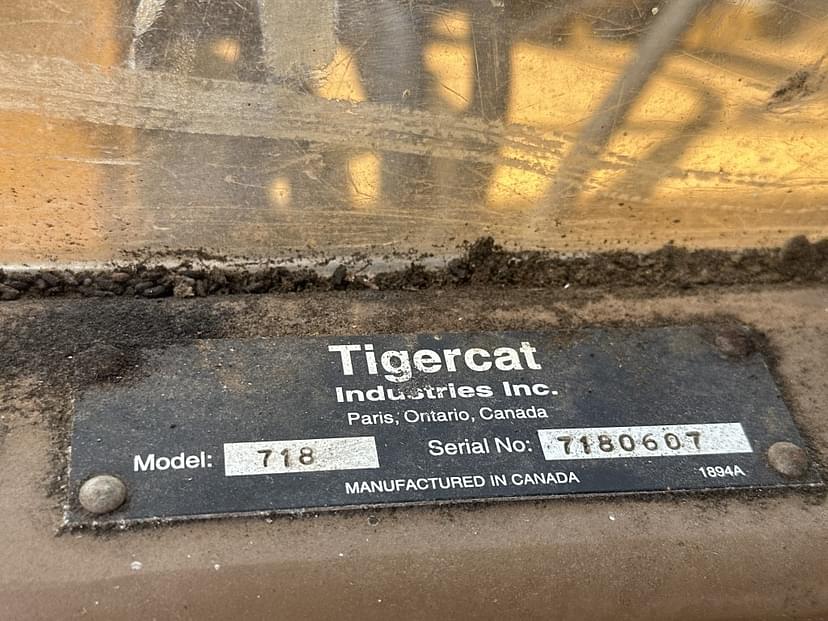 Tigercat
Industries Inc.
Paris, Ontario, Canada
Model: 718 Serial No: 7180607
MANUFACTURED IN CANADA 1894A